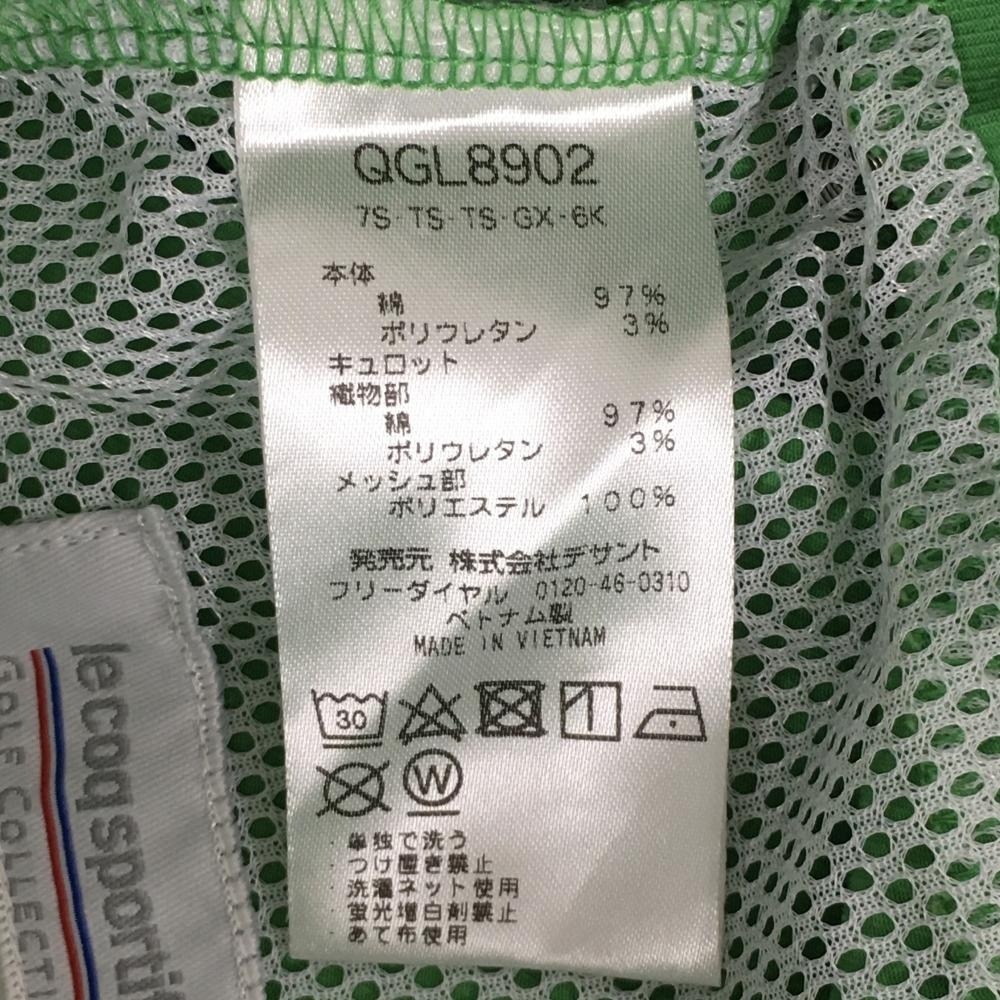 QGL8902
7S-TS-TS-GX-6K
本体
綿 97%
ポリウレタン 3%
キュロット
織物部
綿 97%
ポリウレタン 3%
メッシュ部
ポリエステル 100%
発売元 株式会社デサント
フリーダイヤル 0120-46-0310
ベトナム製
MADE IN VIETNAM
30
W
・単独で洗う
・つけ置き禁止
・洗濯ネット使用
・蛍光増白剤禁止
・あて布使用
le coq sporti
GOLF COLLECTI